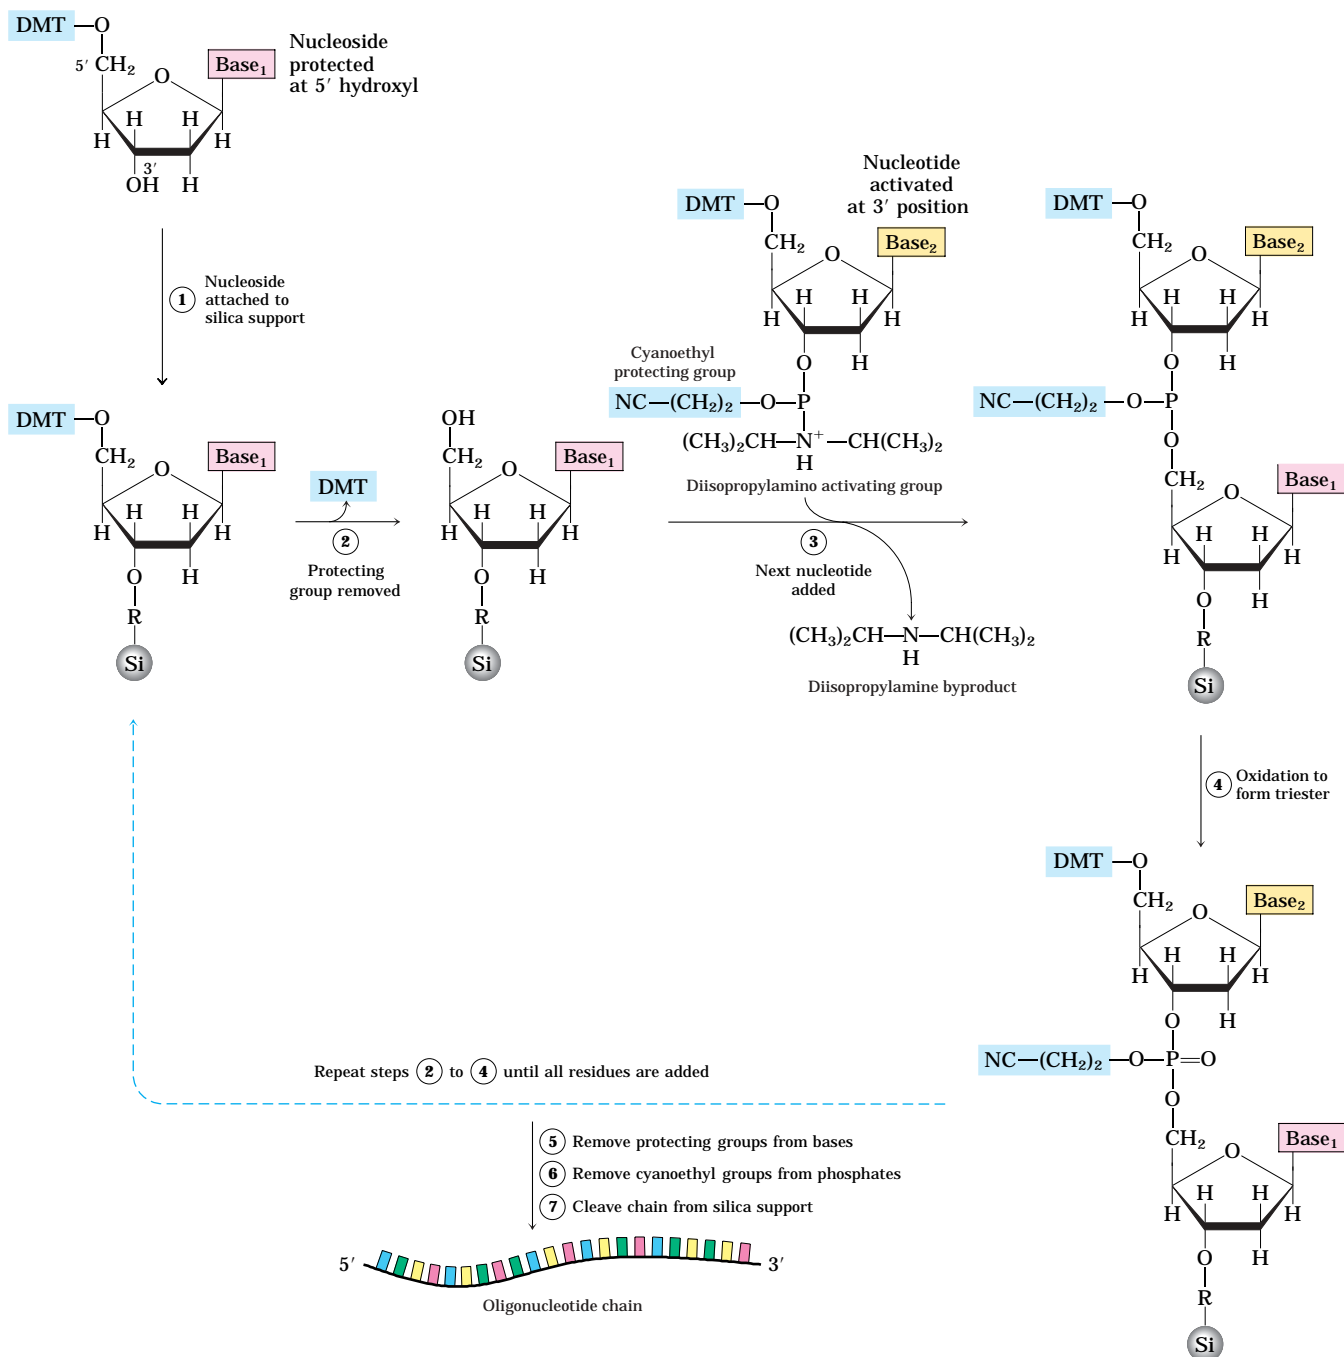 DMT—O
5′ CH₂
O
Base₁
Nucleoside
protected
at 5′ hydroxyl
H H
H H
3′
OH H
1 Nucleoside
attached to
silica support
DMT—O
CH₂
O
Base₁
H H
H H
O H
R
Si
DMT
2
Protecting
group removed
OH
CH₂
O
Base₁
H H
H H
O H
R
Si
Nucleotide
activated
at 3′ position
DMT—O
CH₂
O
Base₂
H H
H H
O H
Cyanoethyl
protecting group
NC—(CH₂)₂—O—P
(CH₃)₂CH—N⁺—CH(CH₃)₂
H
Diisopropylamino activating group
3
Next nucleotide
added
(CH₃)₂CH—N—CH(CH₃)₂
H
Diisopropylamine byproduct
DMT—O
CH₂
O
Base₂
H H
H H
O H
NC—(CH₂)₂—O—P
O
CH₂
O
Base₁
H H
H H
O H
R
Si
4 Oxidation to
form triester
DMT—O
CH₂
O
Base₂
H H
H H
O H
NC—(CH₂)₂—O—P=O
O
CH₂
O
Base₁
H H
H H
O H
R
Si
Repeat steps 2 to 4 until all residues are added
5 Remove protecting groups from bases
6 Remove cyanoethyl groups from phosphates
7 Cleave chain from silica support
5′ 3′
Oligonucleotide chain